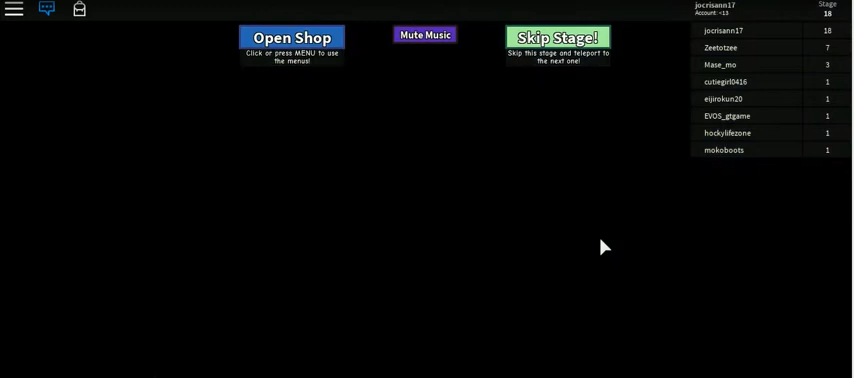 jocrisann17
Account: <13
Stage
18
Open Shop
Click or press MENU to use
the menus!
Mute Music
Skip Stage!
Skip this stage and teleport to
the next one!
jocrisann17 18
Zeetotzee 7
Mase_mo 3
cutiegirl0416 1
eijirokun20 1
EVOS_gtgame 1
hockylifezone 1
mokoboots 1